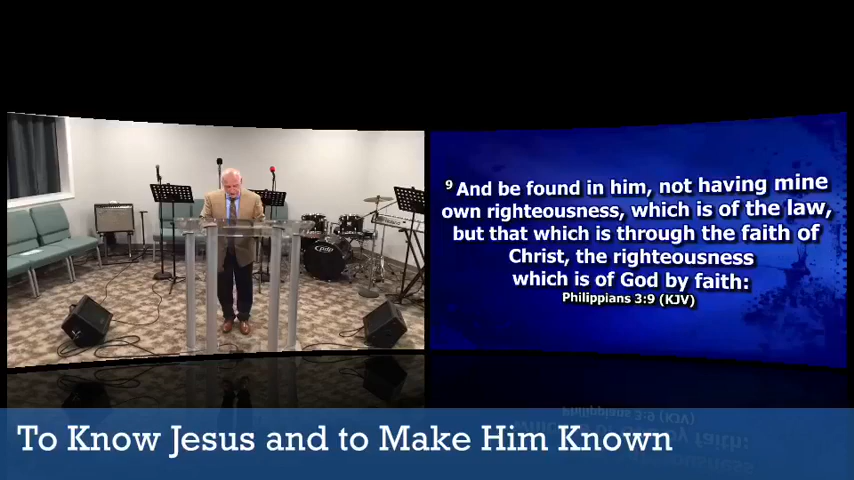 9 And be found in him, not having mine
own righteousness, which is of the law,
but that which is through the faith of
Christ, the righteousness
which is of God by faith:
Philippians 3:9 (KJV)
To Know Jesus and to Make Him Known